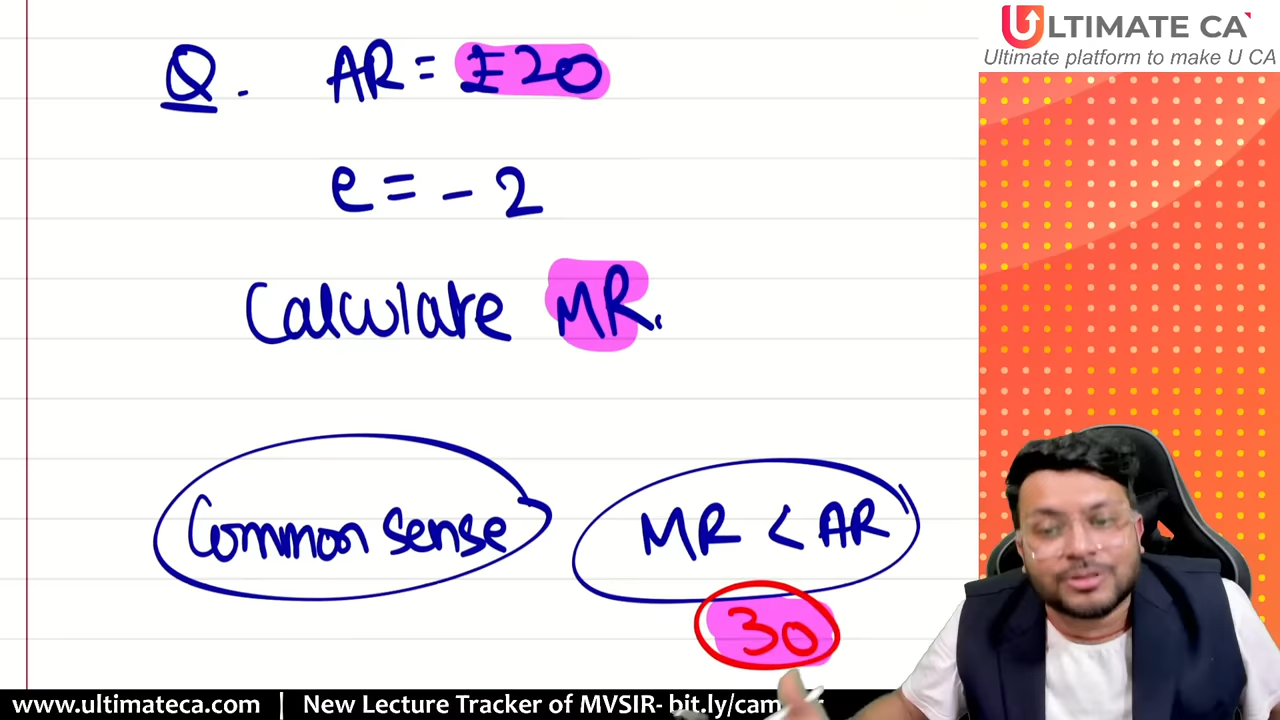 ULTIMATE CA
Ultimate platform to make U CA
Q. AR = ₹20
e = - 2
Calculate MR.
Common sense
MR < AR
30
www.ultimateca.com | New Lecture Tracker of MVSIR- bit.ly/cam